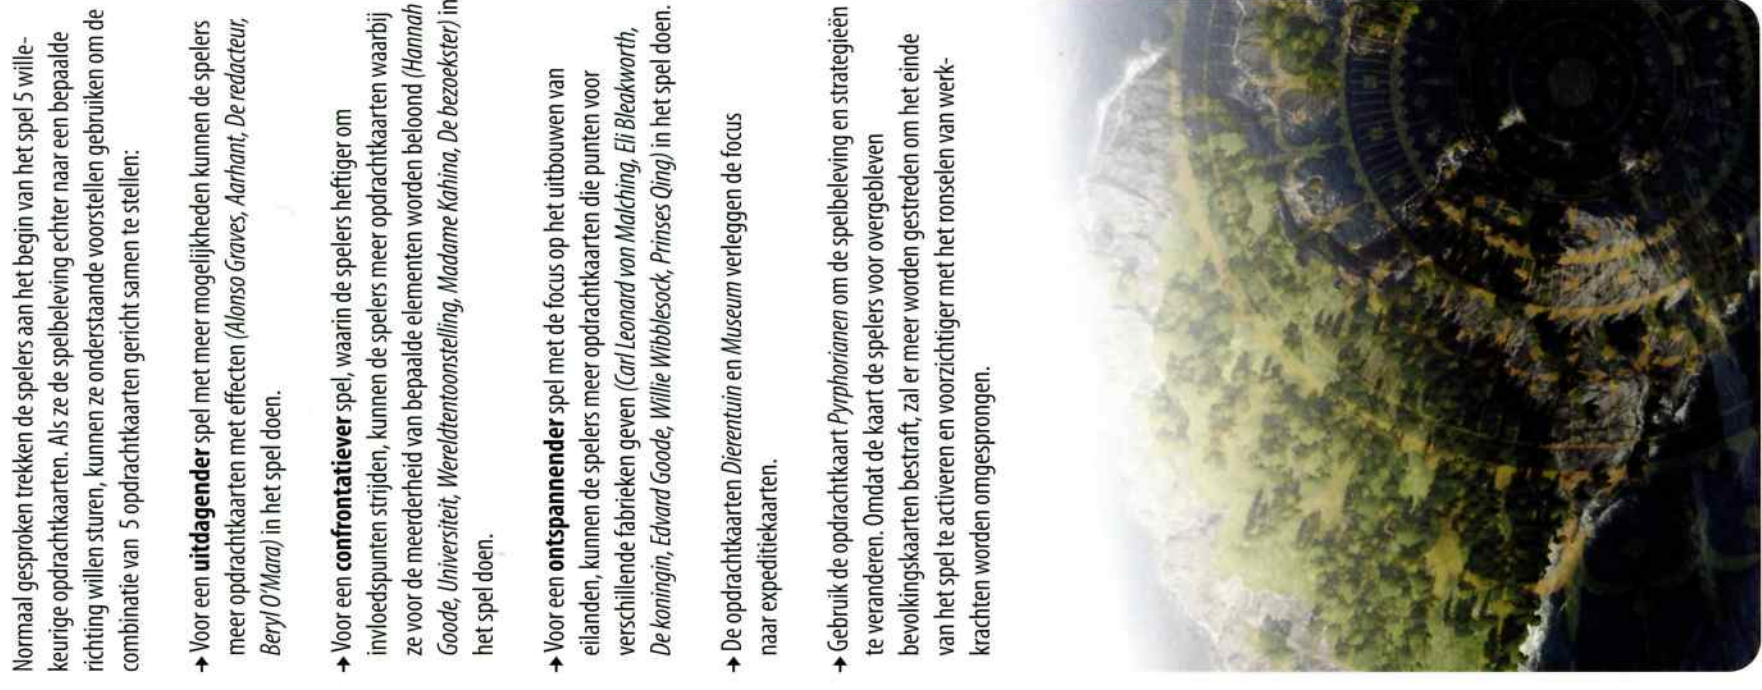 Normaal gesproken trekken de spelers aan het begin van het spel 5 wille-
keurige opdrachtkaarten. Als ze de spelbeleving echter naar een bepaalde
richting willen sturen, kunnen ze onderstaande voorstellen gebruiken om de
combinatie van 5 opdrachtkaarten gericht samen te stellen:
➔ Voor een uitdagender spel met meer mogelijkheden kunnen de spelers
meer opdrachtkaarten met effecten (Alonso Graves, Aarhant, De redacteur,
Beryl O'Mara) in het spel doen.
➔ Voor een confrontatiever spel, waarin de spelers heftiger om
invloedspunten strijden, kunnen de spelers meer opdrachtkaarten waarbij
ze voor de meerderheid van bepaalde elementen worden beloond (Hannah
Goode, Universiteit, Wereldtentoonstelling, Madame Kahina, De bezoekster) in
het spel doen.
➔ Voor een ontspannender spel met de focus op het uitbouwen van
eilanden, kunnen de spelers meer opdrachtkaarten die punten voor
verschillende fabrieken geven (Carl Leonard von Malching, Eli Bleakworth,
De koningin, Edvard Goode, Willie Wibblesock, Prinses Qing) in het spel doen.
➔ De opdrachtkaarten Dierentuin en Museum verleggen de focus
naar expeditiekaarten.
➔ Gebruik de opdrachtkaart Pyrphorianen om de spelbeleving en strategieën
te veranderen. Omdat de kaart de spelers voor overgebleven
bevolkingskaarten bestraft, zal er meer worden gestreden om het einde
van het spel te activeren en voorzichtiger met het ronselen van werk-
krachten worden omgesprongen.